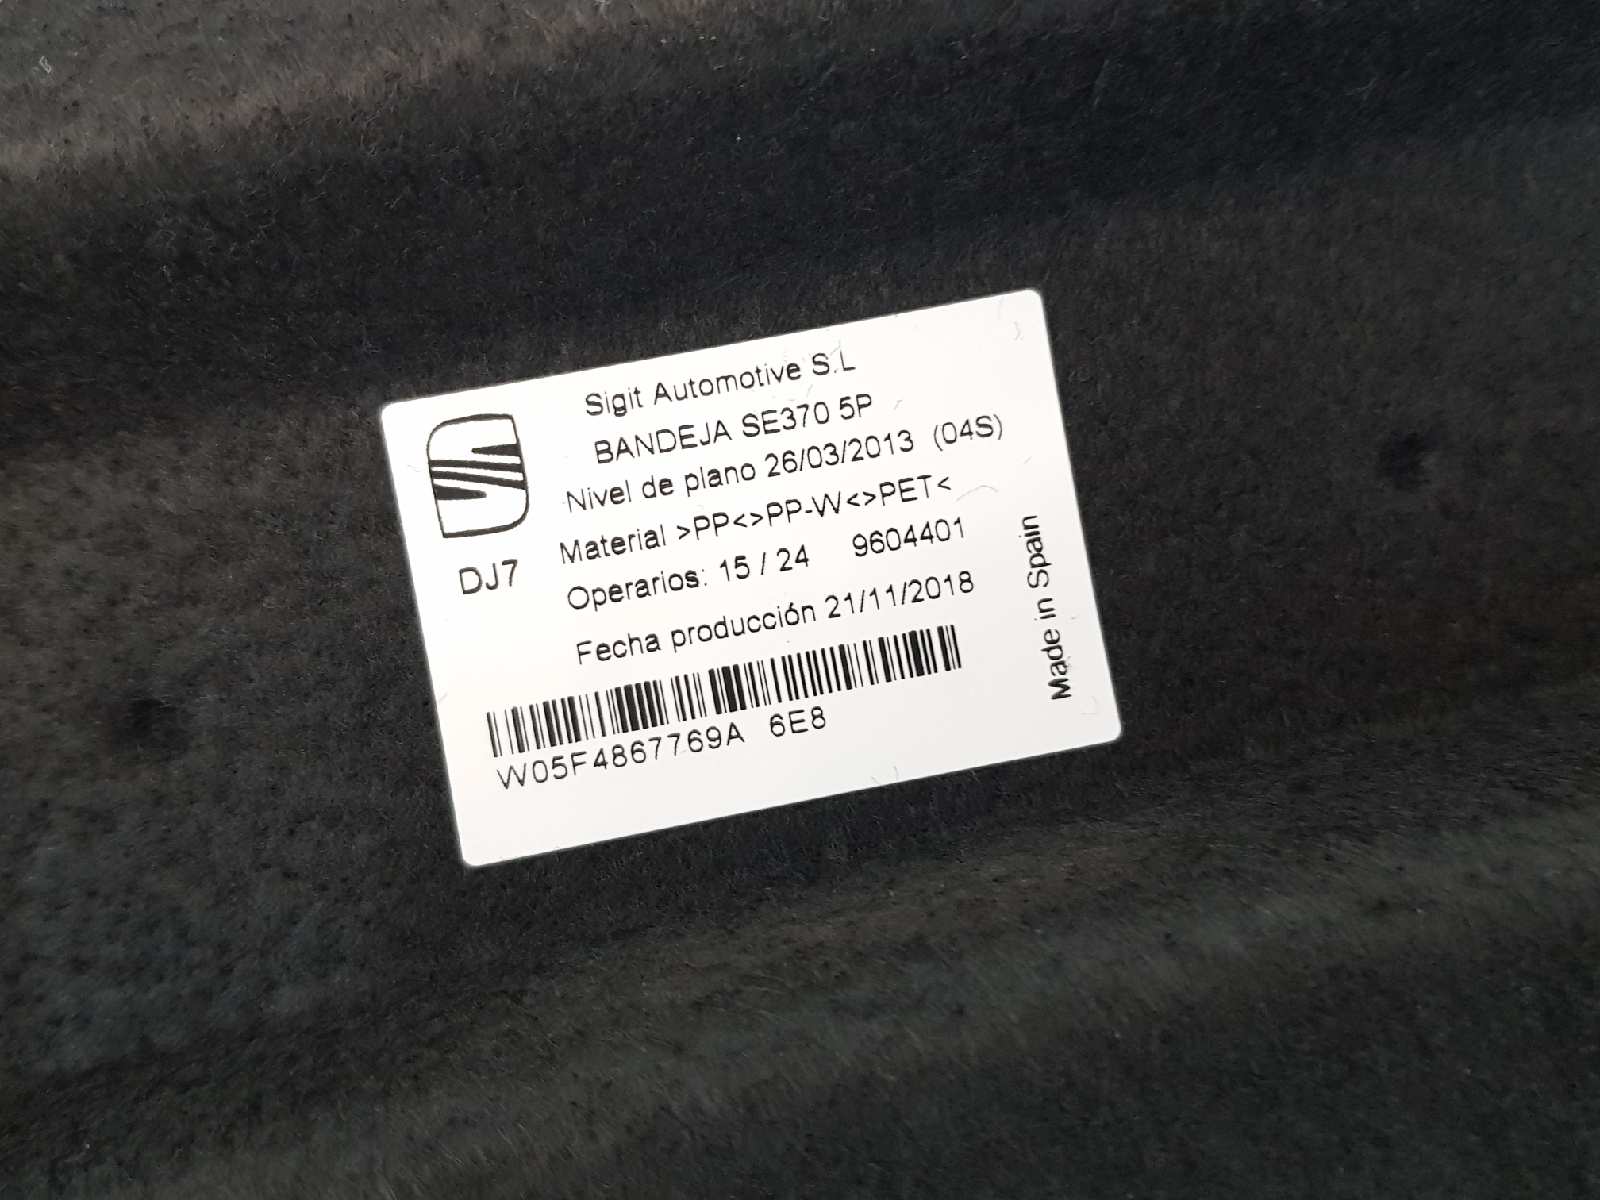 Sigit Automotive S.L
BANDEJA SE370 5P
Nivel de plano 26/03/2013 (04S)
Material >PP<>PP-W<>PET<
DJ7
Operarios: 15 / 24 9604401
Fecha producción 21/11/2018
W05F4867769A 6E8
Made in Spain